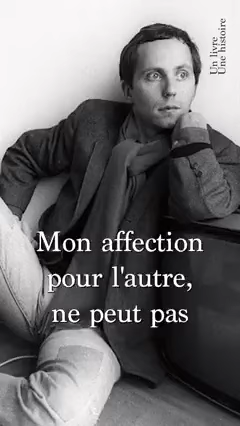 Un livre
Une histoire
Mon affection
pour l'autre,
ne peut pas